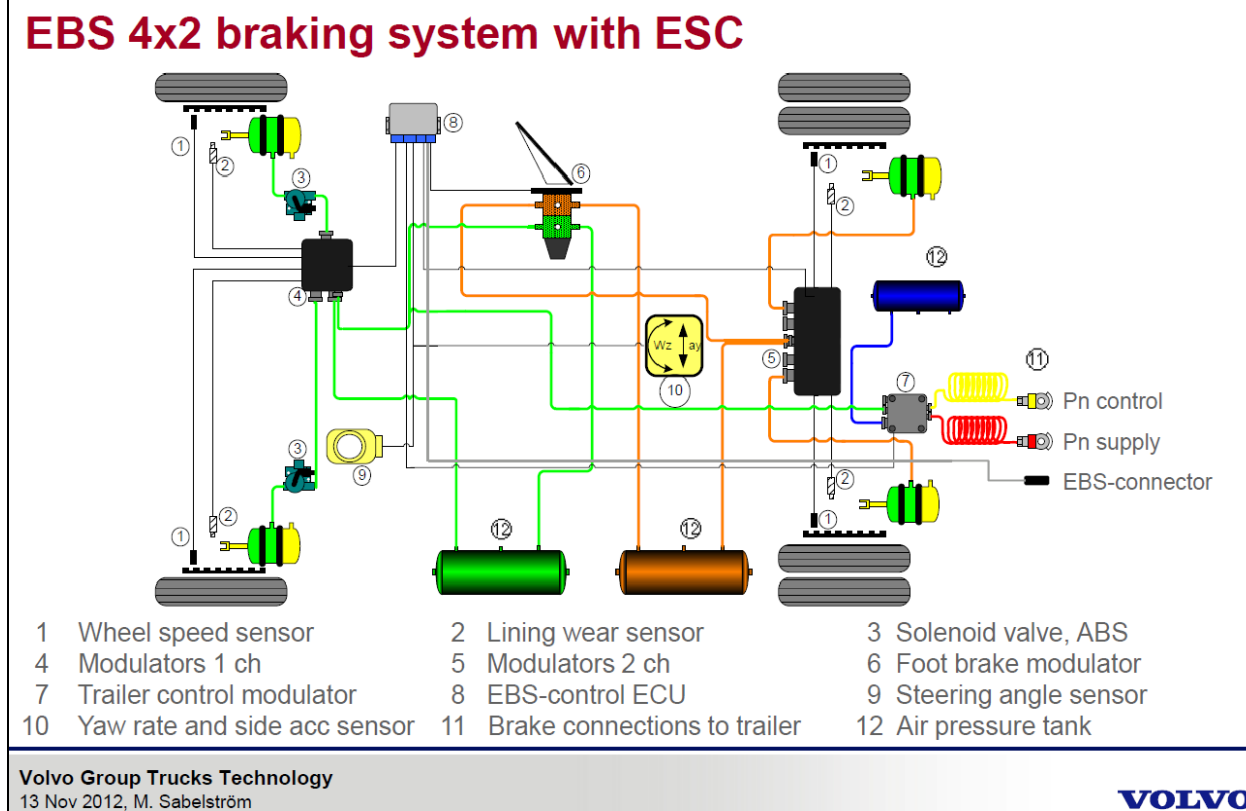 EBS 4x2 braking system with ESC
1
2
3
8
6
1
2
12
4
Wz ay
5
10
7
11
Pn control
Pn supply
EBS-connector
3
9
2
1
12
12
2
1
1 Wheel speed sensor 2 Lining wear sensor 3 Solenoid valve, ABS
4 Modulators 1 ch 5 Modulators 2 ch 6 Foot brake modulator
7 Trailer control modulator 8 EBS-control ECU 9 Steering angle sensor
10 Yaw rate and side acc sensor 11 Brake connections to trailer 12 Air pressure tank
Volvo Group Trucks Technology
13 Nov 2012, M. Sabelström
VOLVO